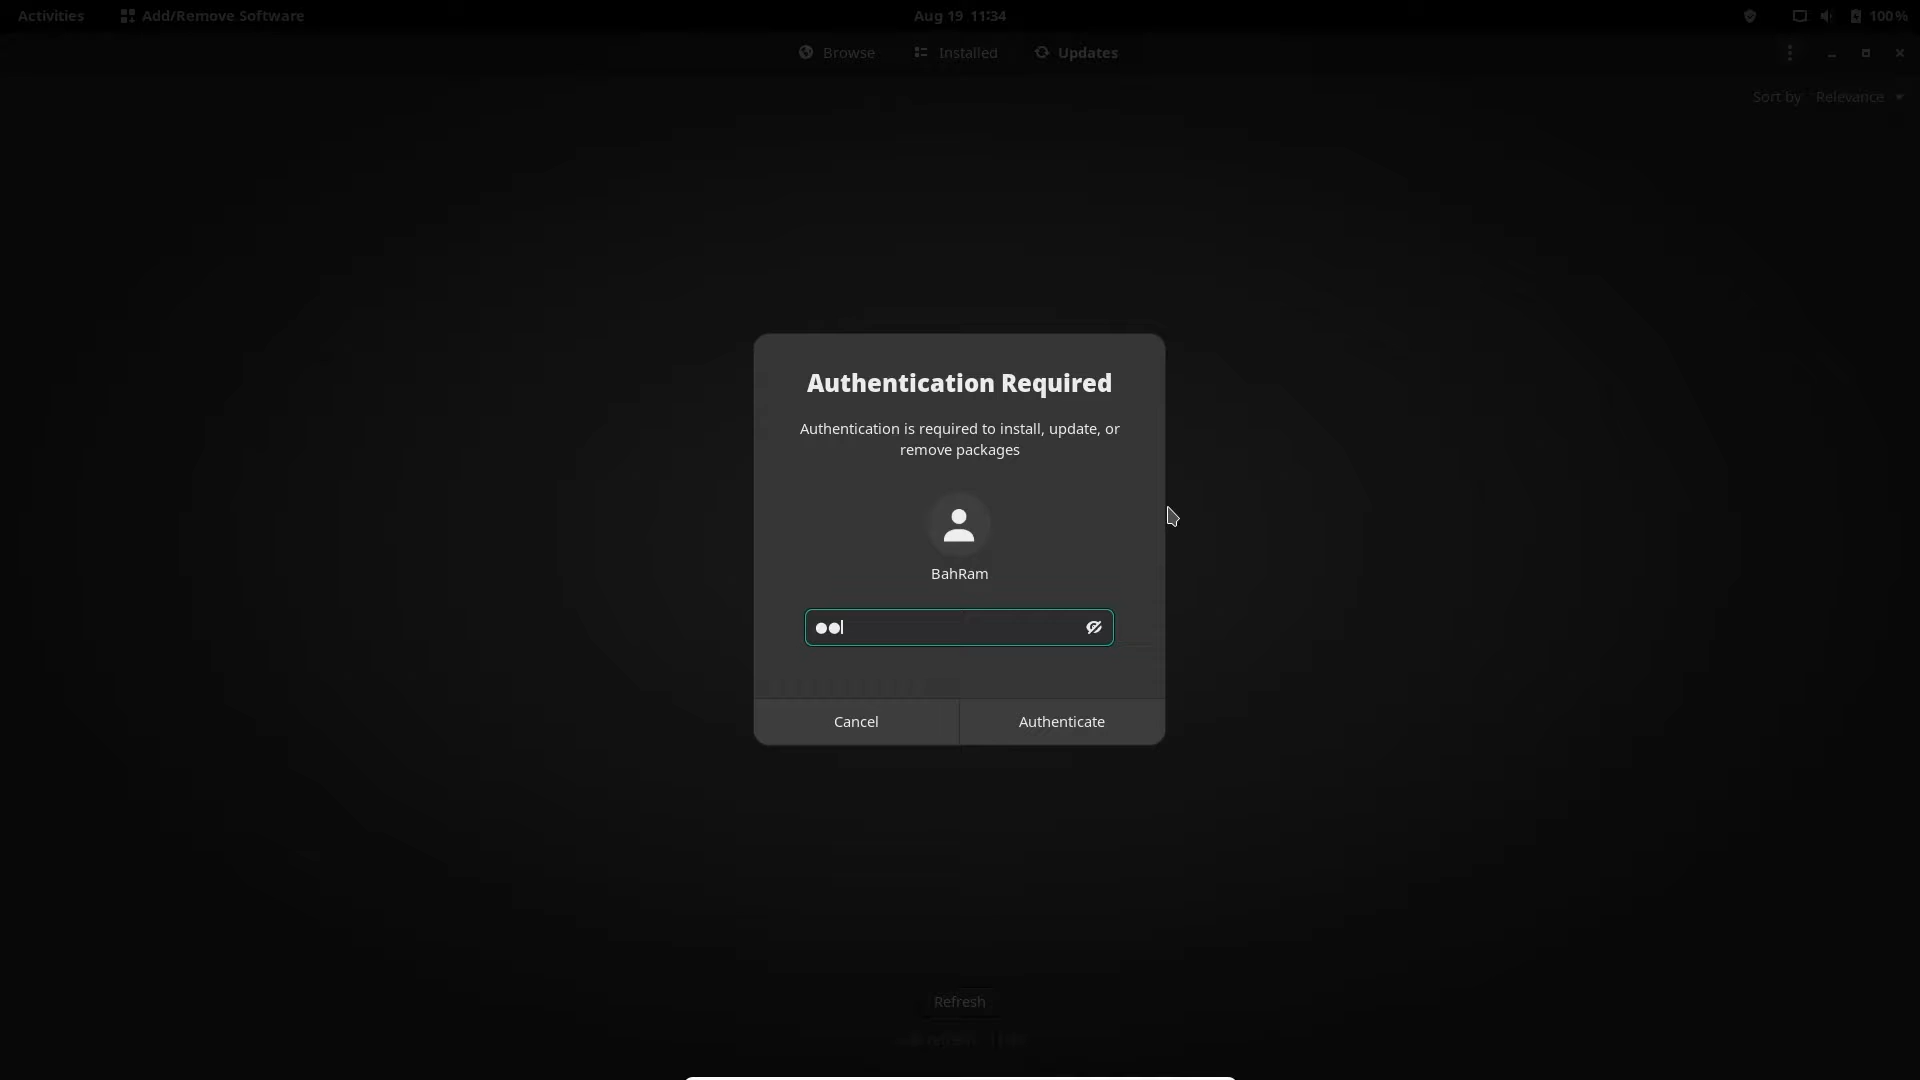 Activities Add/Remove Software Aug 19 11:34 100%
Browse Installed Updates
Sort by Relevance
Authentication Required
Authentication is required to install, update, or
remove packages
BahRam
Cancel Authenticate
Refresh